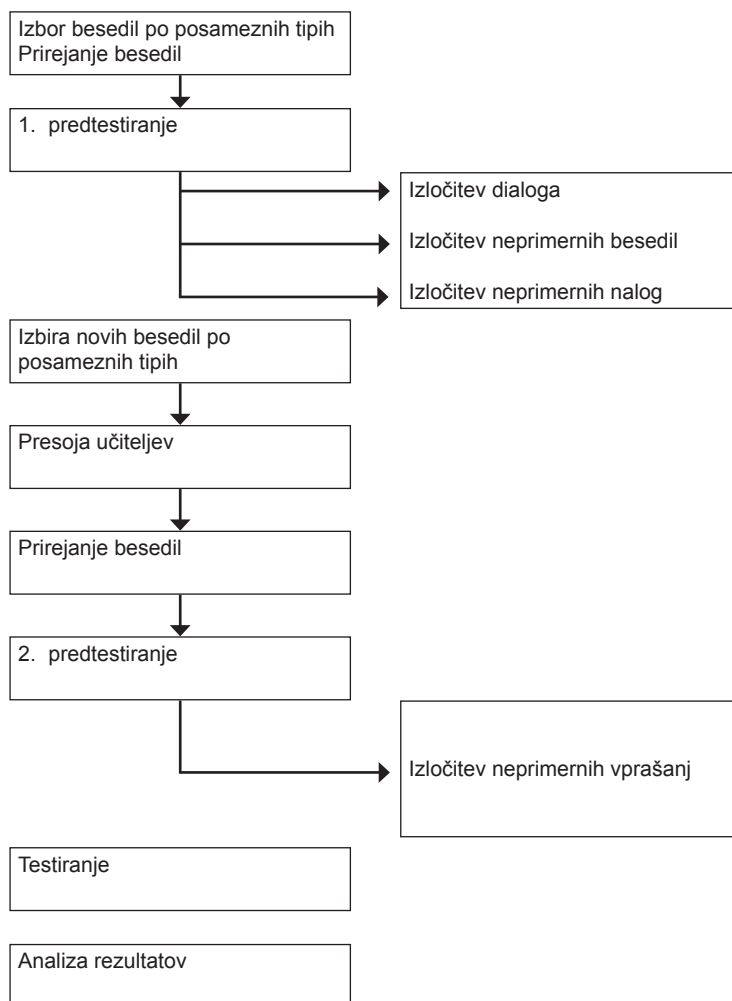 Izbor besedil po posameznih tipih
Prirejanje besedil
1. predtestiranje
Izločitev dialoga
Izločitev neprimernih besedil
Izločitev neprimernih nalog
Izbira novih besedil po
posameznih tipih
Presoja učiteljev
Prirejanje besedil
2. predtestiranje
Izločitev neprimernih vprašanj
Testiranje
Analiza rezultatov